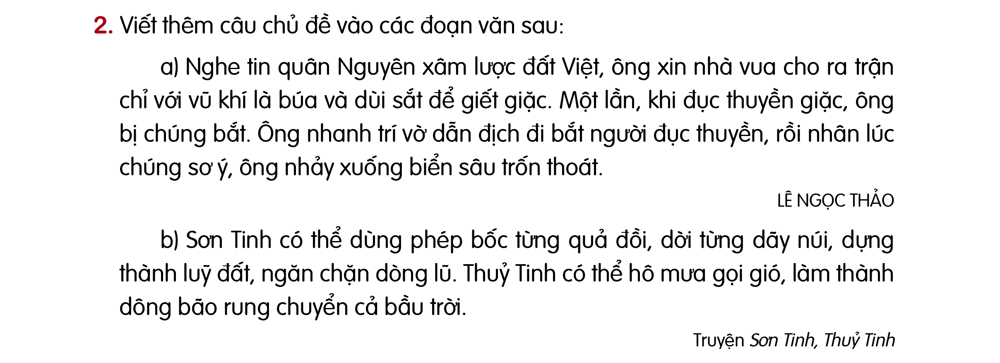 2. Viết thêm câu chủ đề vào các đoạn văn sau:
a) Nghe tin quân Nguyên xâm lược đất Việt, ông xin nhà vua cho ra trận
chỉ với vũ khí là búa và dùi sắt để giết giặc. Một lần, khi đục thuyền giặc, ông
bị chúng bắt. Ông nhanh trí vờ dẫn địch đi bắt người đục thuyền, rồi nhân lúc
chúng sơ ý, ông nhảy xuống biển sâu trốn thoát.
LÊ NGỌC THẢO
b) Sơn Tinh có thể dùng phép bốc từng quả đồi, dời từng dãy núi, dựng
thành luỹ đất, ngăn chặn dòng lũ. Thuỷ Tinh có thể hô mưa gọi gió, làm thành
dông bão rung chuyển cả bầu trời.
Truyện Sơn Tinh, Thuỷ Tinh